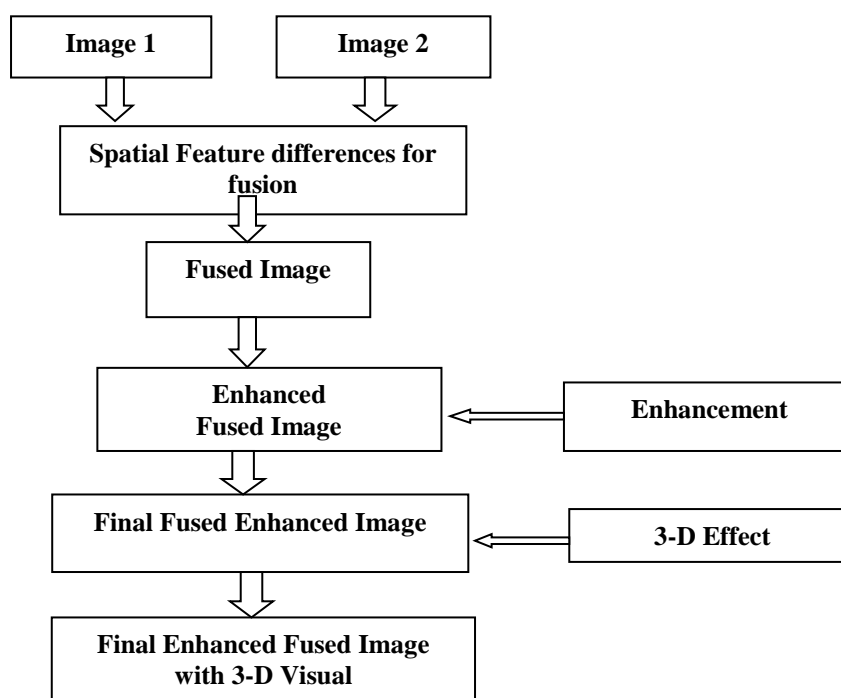 Image 1
Image 2
Spatial Feature differences for
fusion
Fused Image
Enhanced
Fused Image
Enhancement
Final Fused Enhanced Image
3-D Effect
Final Enhanced Fused Image
with 3-D Visual